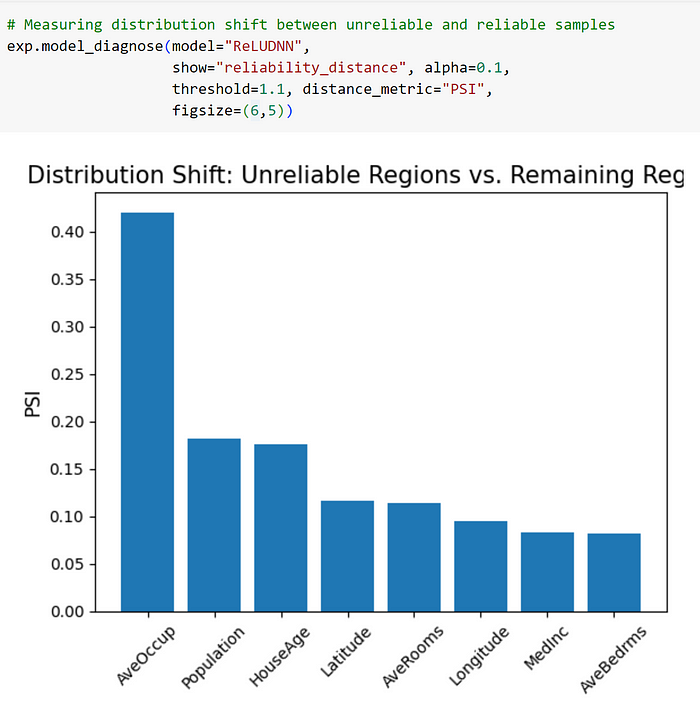 # Measuring distribution shift between unreliable and reliable samples
exp.model_diagnose(model="ReLUDNN",
show="reliability_distance", alpha=0.1,
threshold=1.1, distance_metric="PSI",
figsize=(6,5))
Distribution Shift: Unreliable Regions vs. Remaining Reg
0.40
0.35
0.30
0.25
0.20
0.15
0.10
0.05
0.00
PSI
AveOccup
Population
HouseAge
Latitude
AveRooms
Longitude
MedInc
AveBedrms